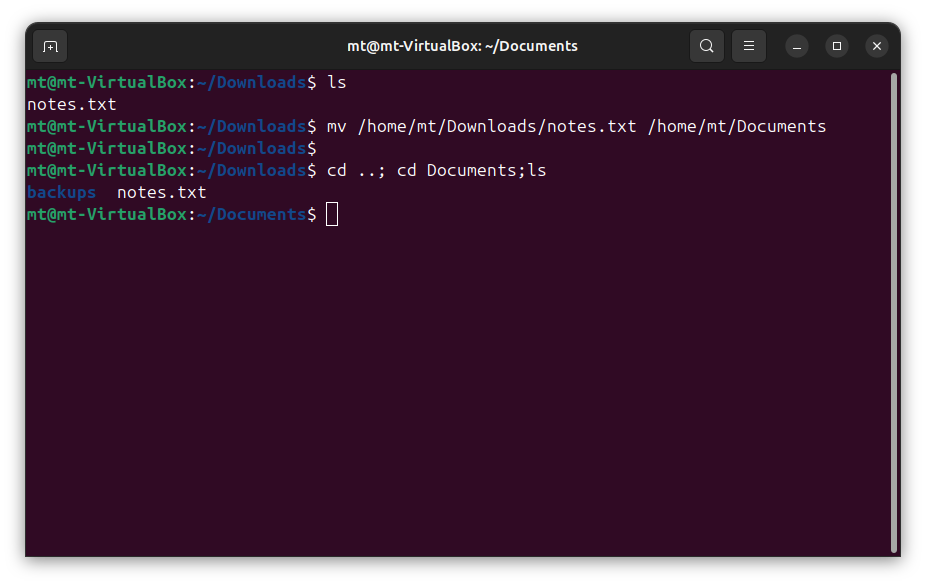 mt@mt-VirtualBox: ~/Documents
mt@mt-VirtualBox:~/Downloads$ ls
notes.txt
mt@mt-VirtualBox:~/Downloads$ mv /home/mt/Downloads/notes.txt /home/mt/Documents
mt@mt-VirtualBox:~/Downloads$
mt@mt-VirtualBox:~/Downloads$ cd ..; cd Documents;ls
backups  notes.txt
mt@mt-VirtualBox:~/Documents$